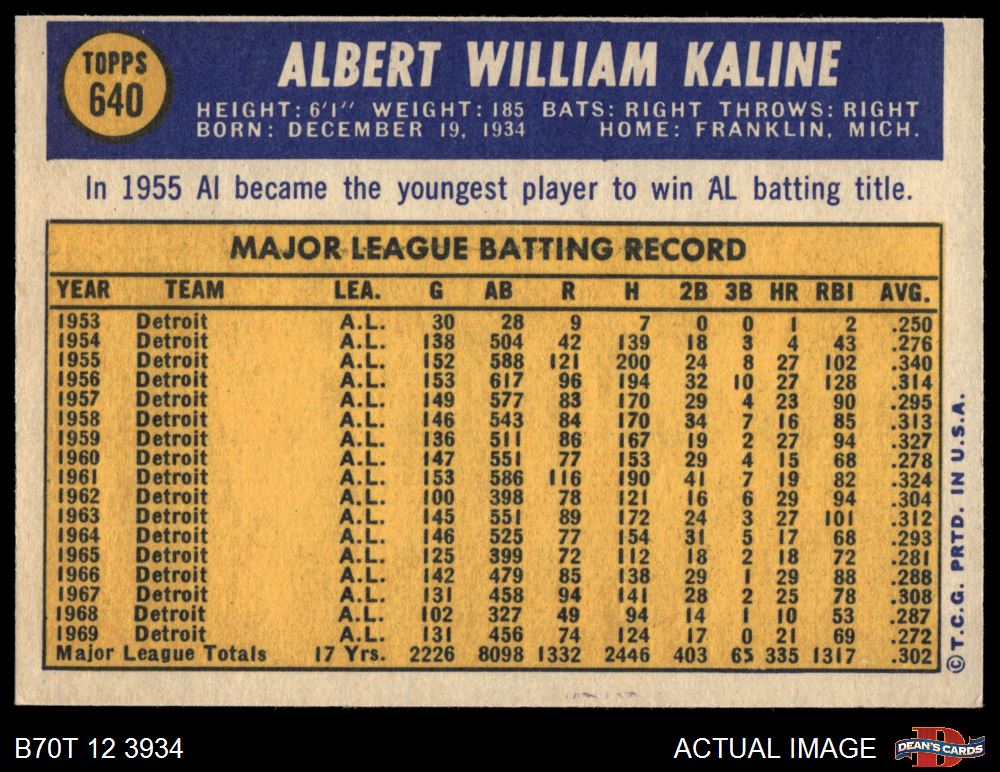 TOPPS
640
ALBERT WILLIAM KALINE
HEIGHT: 6'1" WEIGHT: 185 BATS: RIGHT THROWS: RIGHT
BORN: DECEMBER 19, 1934 HOME: FRANKLIN, MICH.
In 1955 Al became the youngest player to win AL batting title.
MAJOR LEAGUE BATTING RECORD
YEAR TEAM LEA. G AB R H 2B 3B HR RBI AVG.
1953 Detroit A.L. 30 28 9 7 0 0 1 2 .250
1954 Detroit A.L. 138 504 42 139 18 3 4 43 .276
1955 Detroit A.L. 152 588 121 200 24 8 27 102 .340
1956 Detroit A.L. 153 617 96 194 32 10 27 128 .314
1957 Detroit A.L. 149 577 83 170 29 4 23 90 .295
1958 Detroit A.L. 146 543 84 170 34 7 16 85 .313
1959 Detroit A.L. 136 511 86 167 19 2 27 94 .327
1960 Detroit A.L. 147 551 77 153 29 4 15 68 .278
1961 Detroit A.L. 153 586 116 190 41 7 19 82 .324
1962 Detroit A.L. 100 398 78 121 16 6 29 94 .304
1963 Detroit A.L. 145 551 89 172 24 3 27 101 .312
1964 Detroit A.L. 146 525 77 154 31 5 17 68 .293
1965 Detroit A.L. 125 399 72 112 18 2 18 72 .281
1966 Detroit A.L. 142 479 85 138 29 1 29 88 .288
1967 Detroit A.L. 131 458 94 141 28 2 25 78 .308
1968 Detroit A.L. 102 327 49 94 14 1 10 53 .287
1969 Detroit A.L. 131 456 74 124 17 0 21 69 .272
Major League Totals 17 Yrs. 2226 8098 1332 2446 403 65 335 1317 .302
©T.C.G. PRTD. IN U.S.A.
B70T 12 3934
ACTUAL IMAGE
DEAN'S CARDS